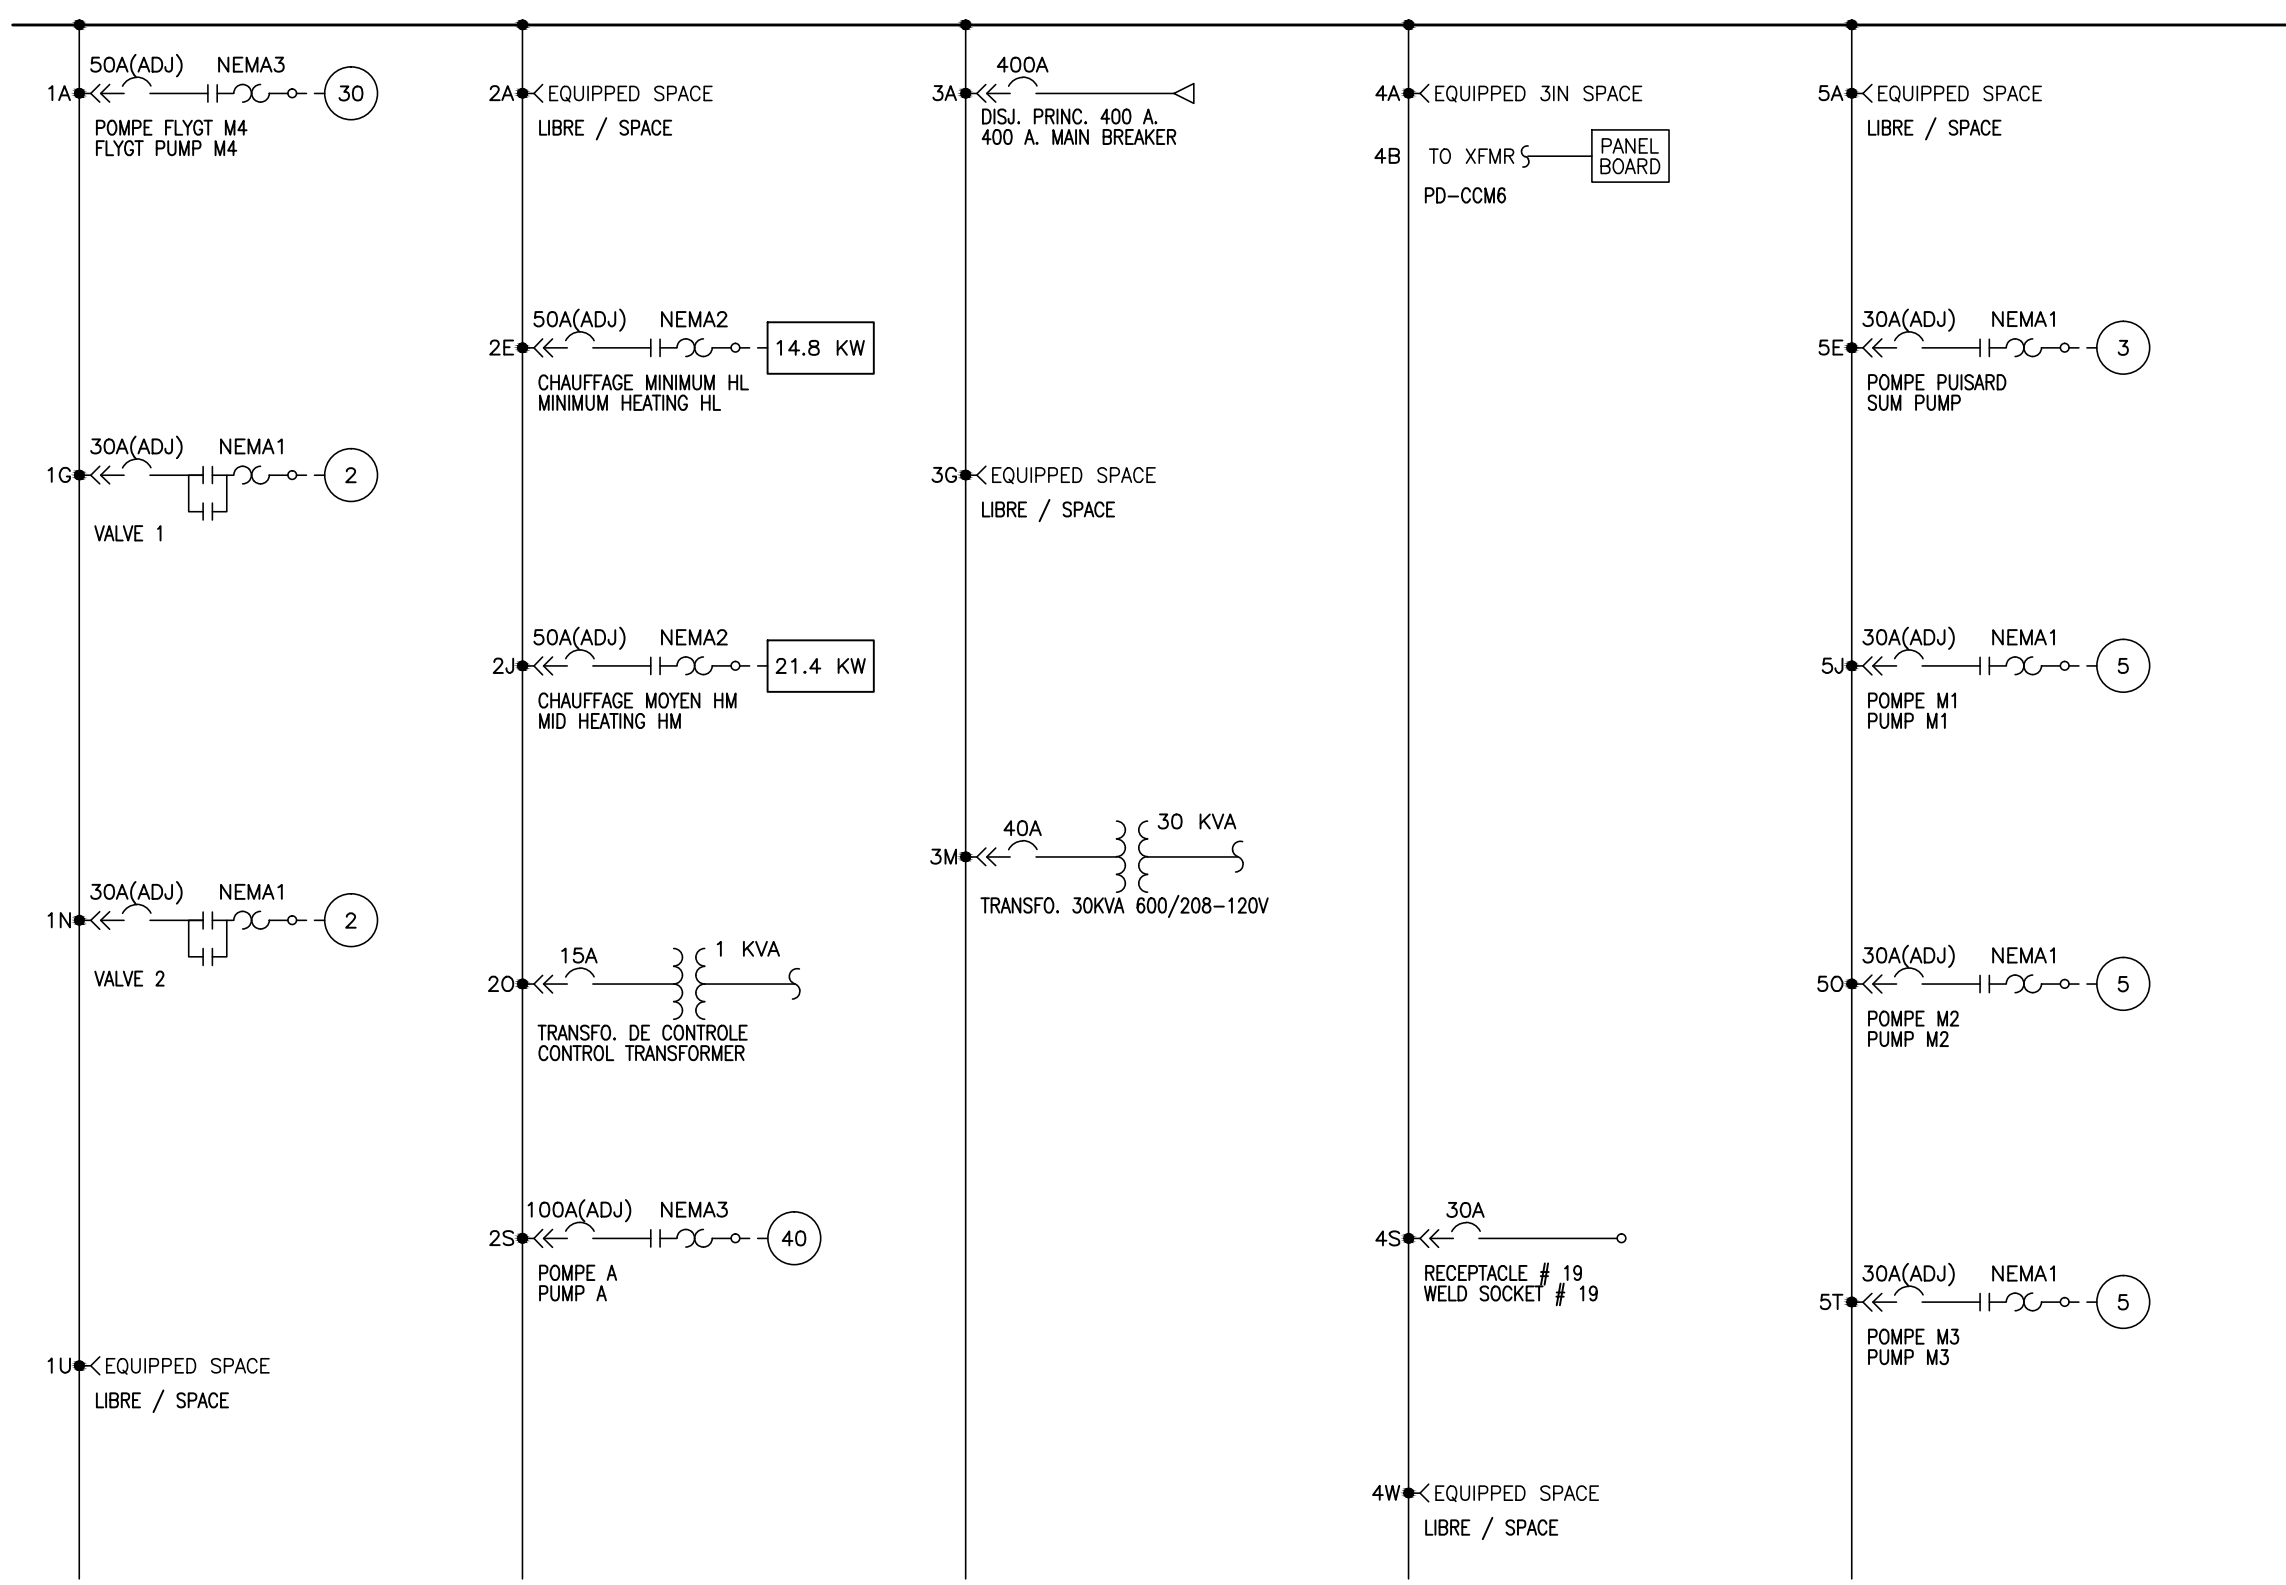 50A(ADJ) NEMA3
1A 30
POMPE FLYGT M4
FLYGT PUMP M4
30A(ADJ) NEMA1
1G 2
VALVE 1
30A(ADJ) NEMA1
1N 2
VALVE 2
1U EQUIPPED SPACE
LIBRE / SPACE
2A EQUIPPED SPACE
LIBRE / SPACE
50A(ADJ) NEMA2
2E 14.8 KW
CHAUFFAGE MINIMUM HL
MINIMUM HEATING HL
50A(ADJ) NEMA2
2J 21.4 KW
CHAUFFAGE MOYEN HM
MID HEATING HM
15A 1 KVA
2O
TRANSFO. DE CONTROLE
CONTROL TRANSFORMER
100A(ADJ) NEMA3
2S 40
POMPE A
PUMP A
400A
3A
DISJ. PRINC. 400 A.
400 A. MAIN BREAKER
3G EQUIPPED SPACE
LIBRE / SPACE
40A 30 KVA
3M
TRANSFO. 30KVA 600/208-120V
4A EQUIPPED 3IN SPACE
4B TO XFMR PANEL
BOARD
PD-CCM6
30A
4S
RECEPTACLE # 19
WELD SOCKET # 19
4W EQUIPPED SPACE
LIBRE / SPACE
5A EQUIPPED SPACE
LIBRE / SPACE
30A(ADJ) NEMA1
5E 3
POMPE PUISARD
SUM PUMP
30A(ADJ) NEMA1
5J 5
POMPE M1
PUMP M1
30A(ADJ) NEMA1
5O 5
POMPE M2
PUMP M2
30A(ADJ) NEMA1
5T 5
POMPE M3
PUMP M3